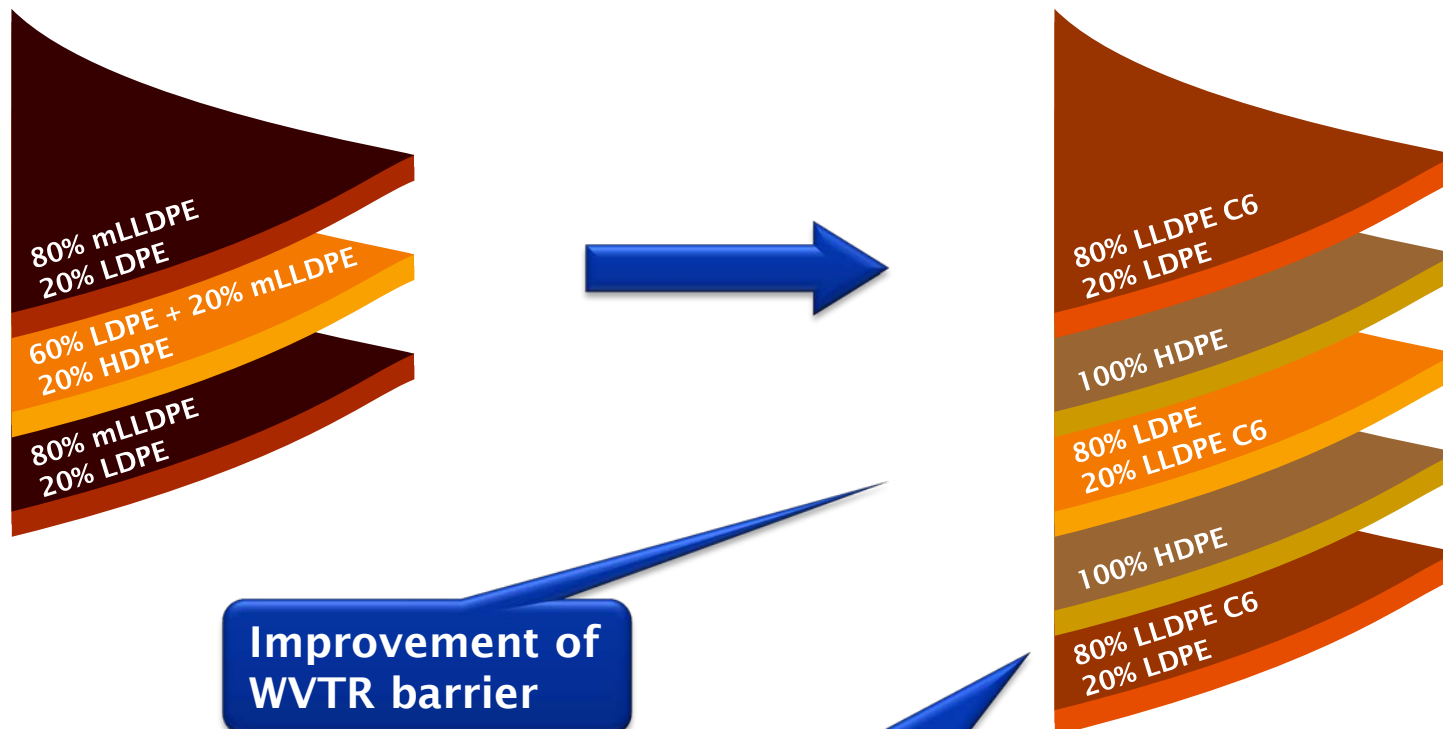 80% mLLDPE
20% LDPE
60% LDPE + 20% mLLDPE
20% HDPE
80% mLLDPE
20% LDPE
80% LLDPE C6
20% LDPE
100% HDPE
80% LDPE
20% LLDPE C6
100% HDPE
80% LLDPE C6
20% LDPE
Improvement of
WVTR barrier